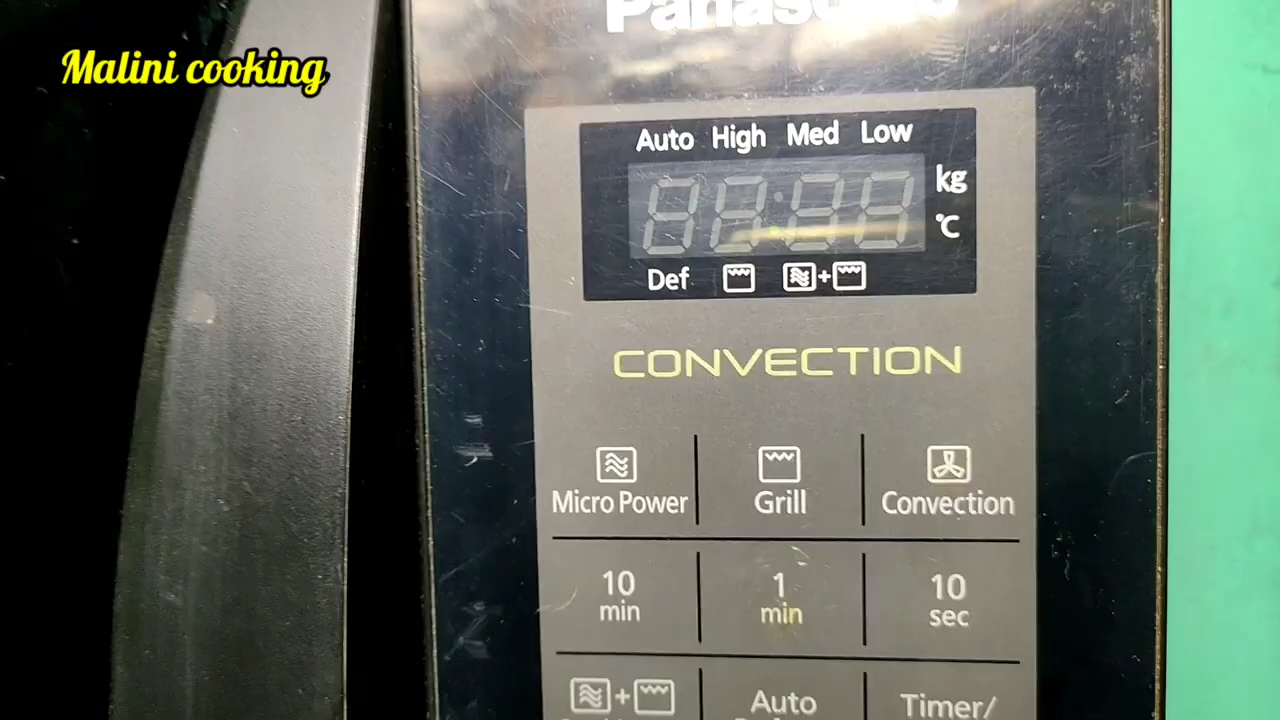 Malini cooking
Panasonic
Auto High Med Low
kg
°C
Def
CONVECTION
Micro Power
Grill
Convection
10 min
1 min
10 sec
Auto
Timer/